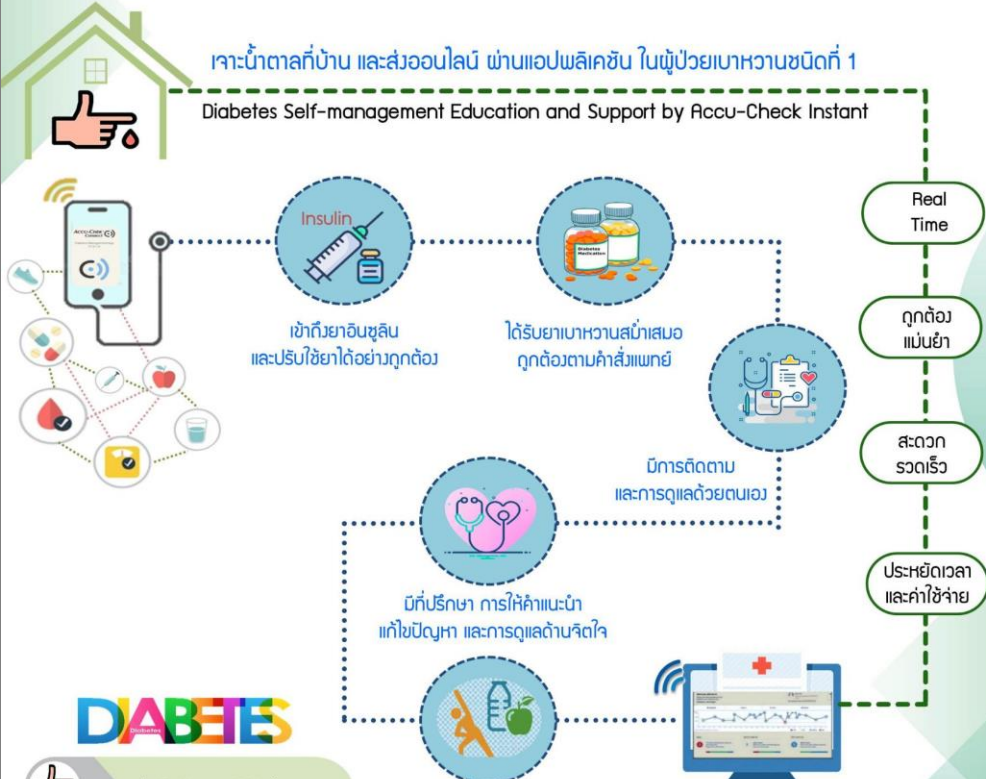 เจาะน้ำตาลที่บ้าน และส่งออนไลน์ ผ่านแอปพลิเคชัน ในผู้ป่วยเบาหวานชนิดที่ 1
Diabetes Self-management Education and Support by Accu-Check Instant
Real
Time
ACCU-CHEK
CONNECT
Insulin
Diabetes
Medication
เข้าถึงยาอินซูลิน
และปรับใช้ยาได้อย่างถูกต้อง
ได้รับยาเบาหวานสม่ำเสมอ
ถูกต้องตามคำสั่งแพทย์
ถูกต้อง
แม่นยำ
มีการติดตาม
และการดูแลด้วยตนเอง
สะดวก
รวดเร็ว
มีที่ปรึกษา การให้คำแนะนำ
แก้ไขปัญหา และการดูแลด้านจิตใจ
ประหยัดเวลา
และค่าใช้จ่าย
DIABETES
Diabetes